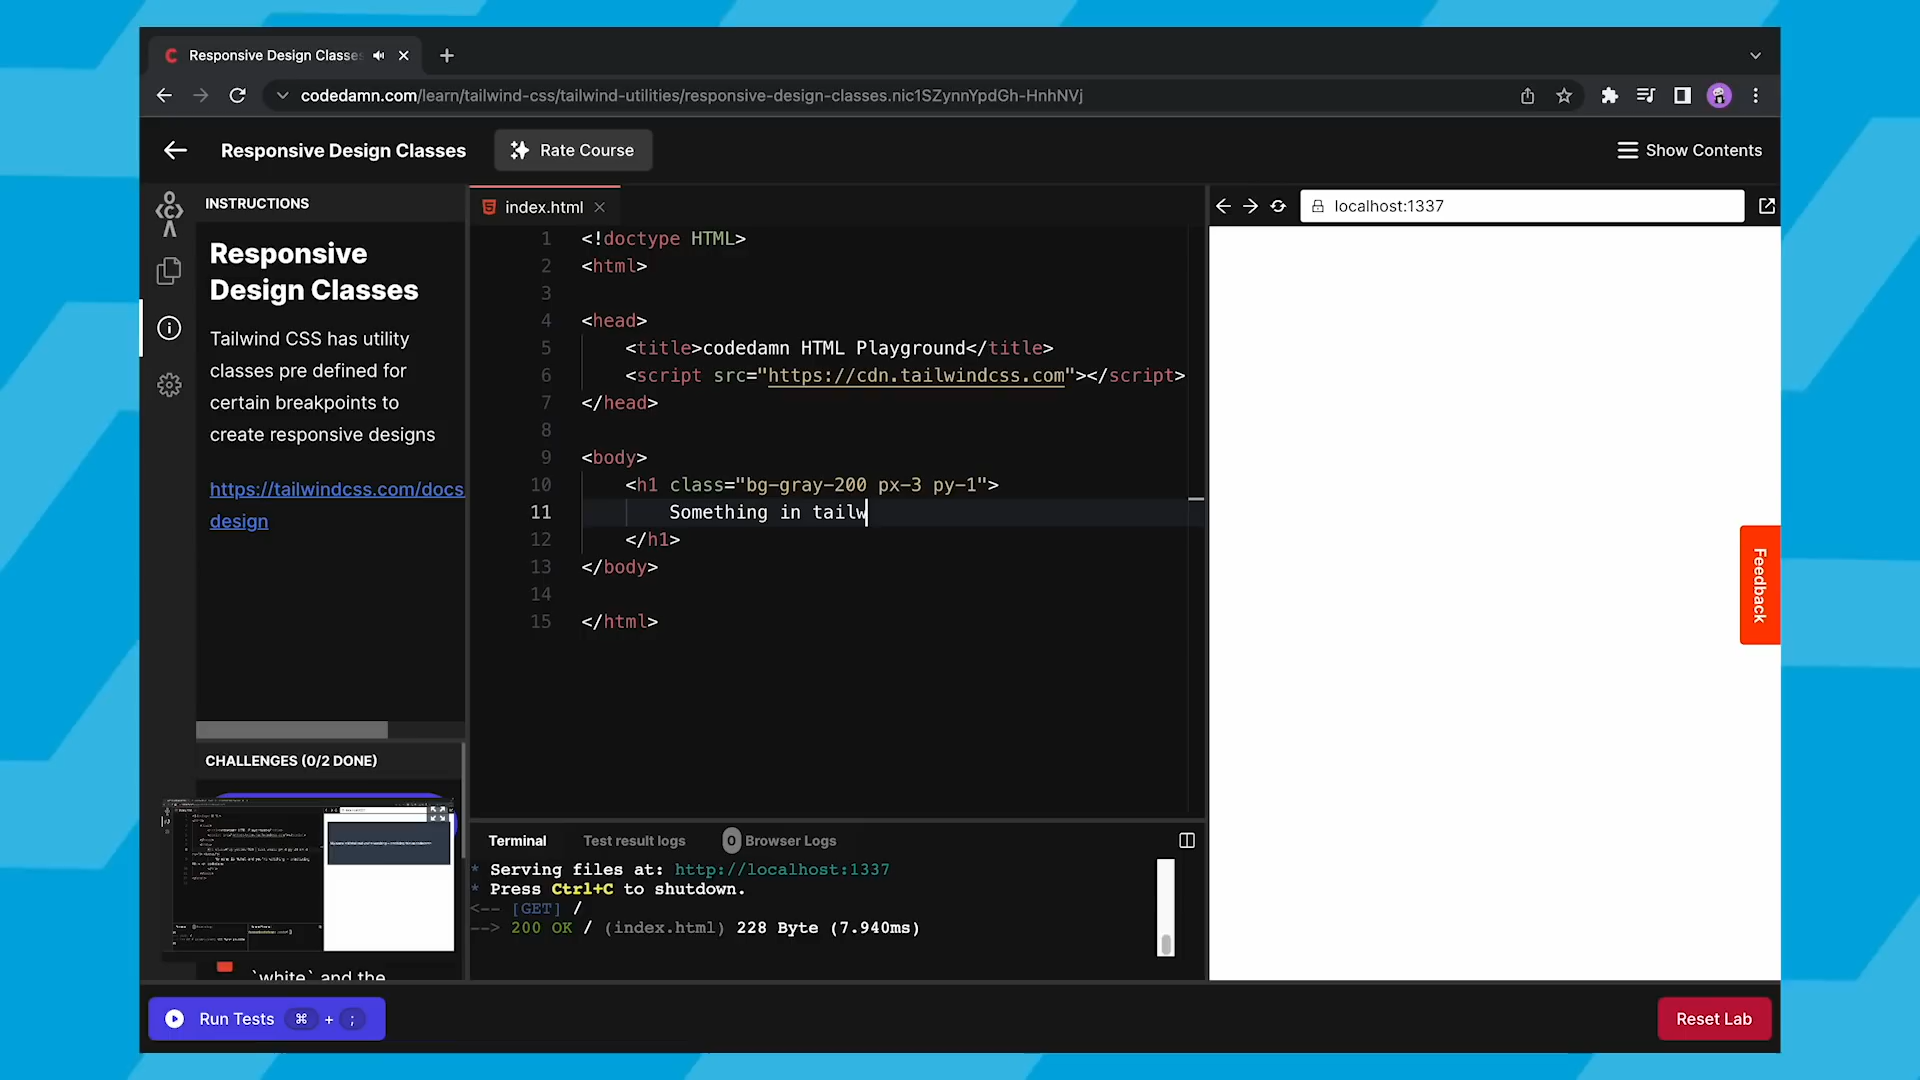 Responsive Design Classes
codedamn.com/learn/tailwind-css/tailwind-utilities/responsive-design-classes.nic1SZynnYpdGh-HnhNVj
Responsive Design Classes
Rate Course
Show Contents
INSTRUCTIONS
Responsive
Design Classes
Tailwind CSS has utility
classes pre defined for
certain breakpoints to
create responsive designs
https://tailwindcss.com/docs
design
CHALLENGES (0/2 DONE)
`white` and the
index.html
1 <!doctype HTML>
2 <html>
3
4 <head>
5 <title>codedamn HTML Playground</title>
6 <script src="https://cdn.tailwindcss.com"></script>
7 </head>
8
9 <body>
10 <h1 class="bg-gray-200 px-3 py-1">
11 Something in tailw
12 </h1>
13 </body>
14
15 </html>
Terminal
Test result logs
0 Browser Logs
* Serving files at: http://localhost:1337
* Press Ctrl+C to shutdown.
<-- [GET] /
--> 200 OK / (index.html) 228 Byte (7.940ms)
localhost:1337
Feedback
Run Tests ⌘ + ;
Reset Lab